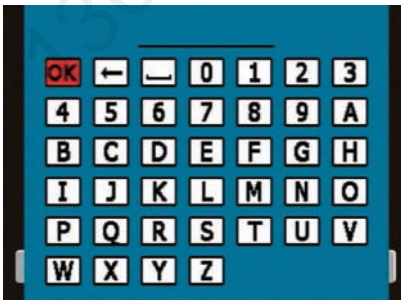 OK ← ⎵ 0 1 2 3
4 5 6 7 8 9 A
B C D E F G H
I J K L M N O
P Q R S T U V
W X Y Z